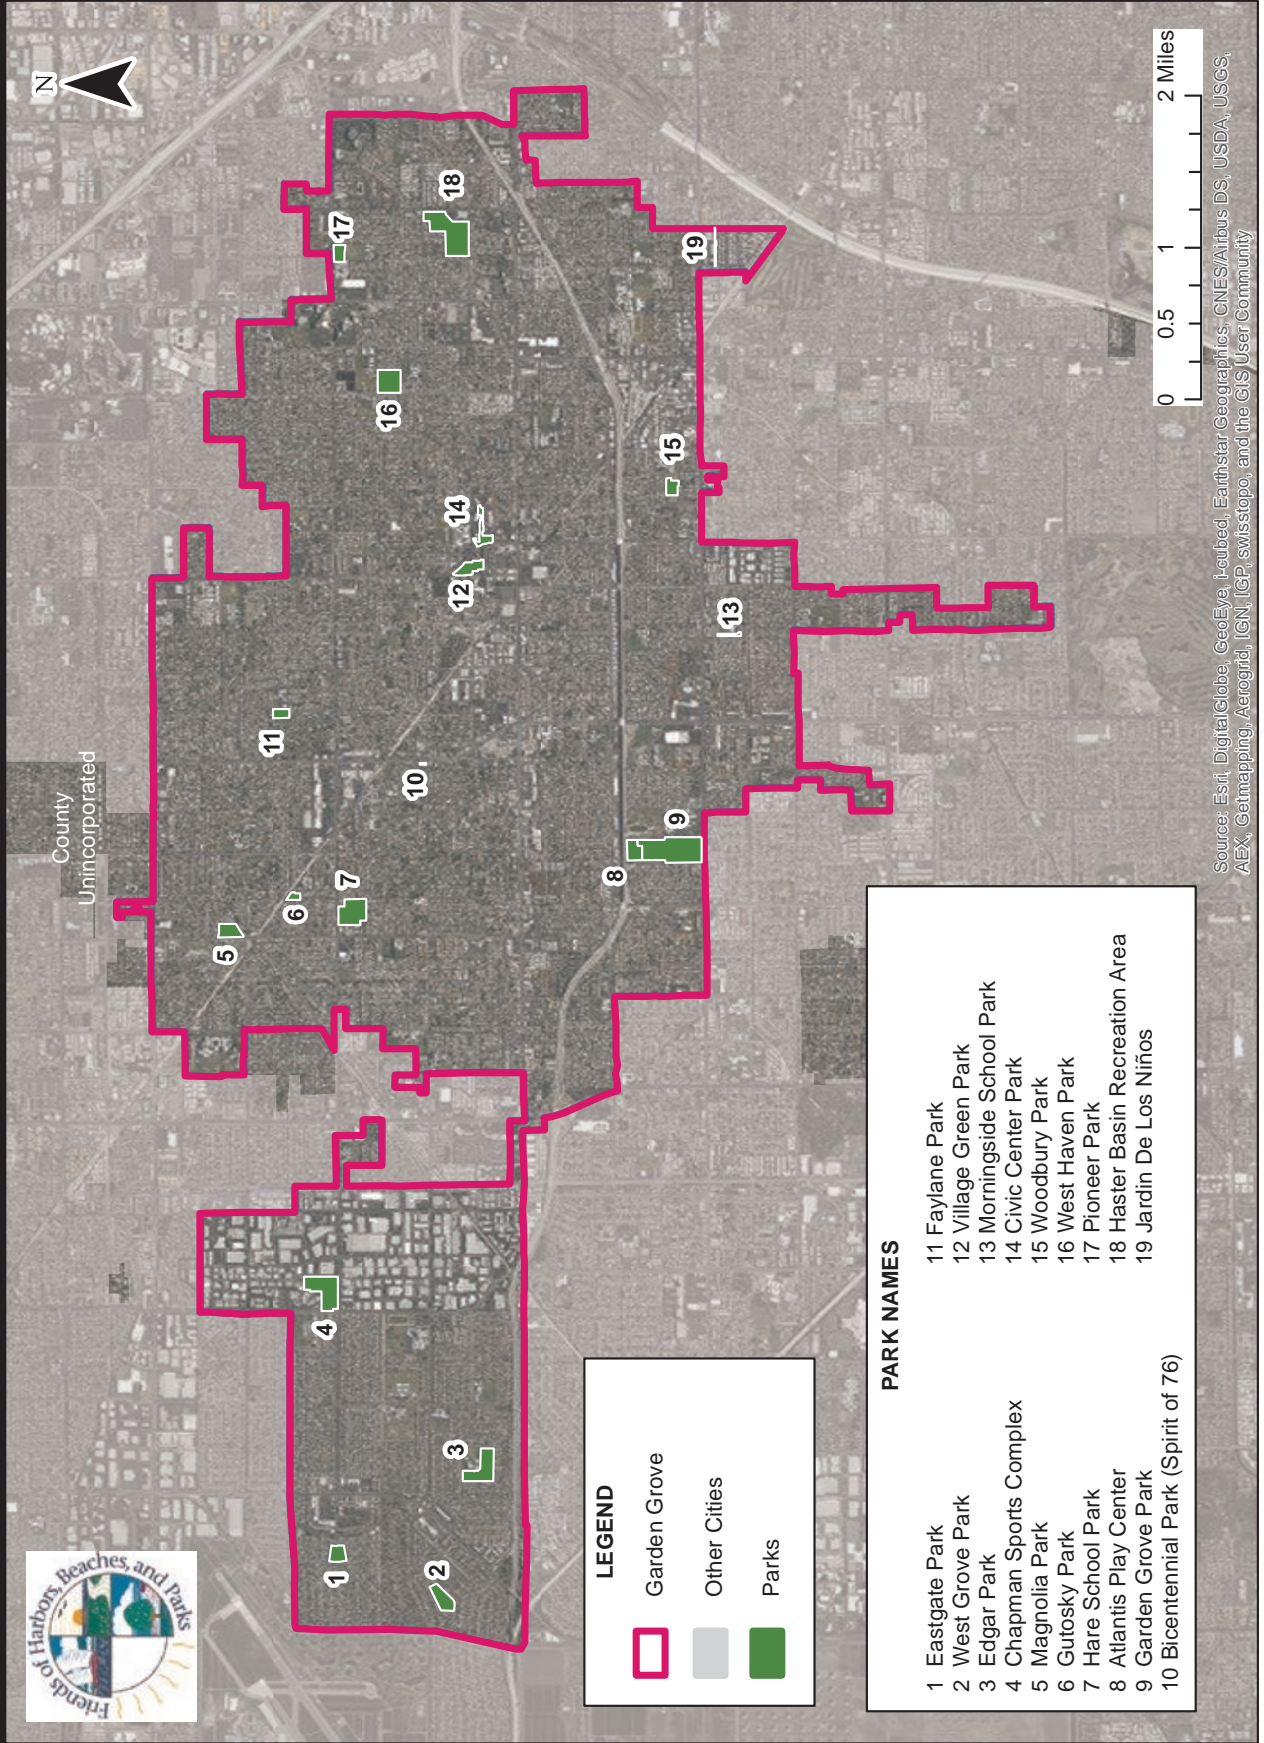 Friends of Harbors, Beaches, and Parks
N
County
Unincorporated
1
2
3
4
5
6
7
8
9
10
11
12
13
14
15
16
17
18
19
LEGEND
Garden Grove
Other Cities
Parks
PARK NAMES
1 Eastgate Park
2 West Grove Park
3 Edgar Park
4 Chapman Sports Complex
5 Magnolia Park
6 Gutosky Park
7 Hare School Park
8 Atlantis Play Center
9 Garden Grove Park
10 Bicentennial Park (Spirit of 76)
11 Faylane Park
12 Village Green Park
13 Morningside School Park
14 Civic Center Park
15 Woodbury Park
16 West Haven Park
17 Pioneer Park
18 Haster Basin Recreation Area
19 Jardin De Los Niños
0 0.5 1 2 Miles
Source: Esri, DigitalGlobe, GeoEye, i-cubed, Earthstar Geographics, CNES/Airbus DS, USDA, USGS,
AEX, Getmapping, Aerogrid, IGN, IGP, swisstopo, and the GIS User Community